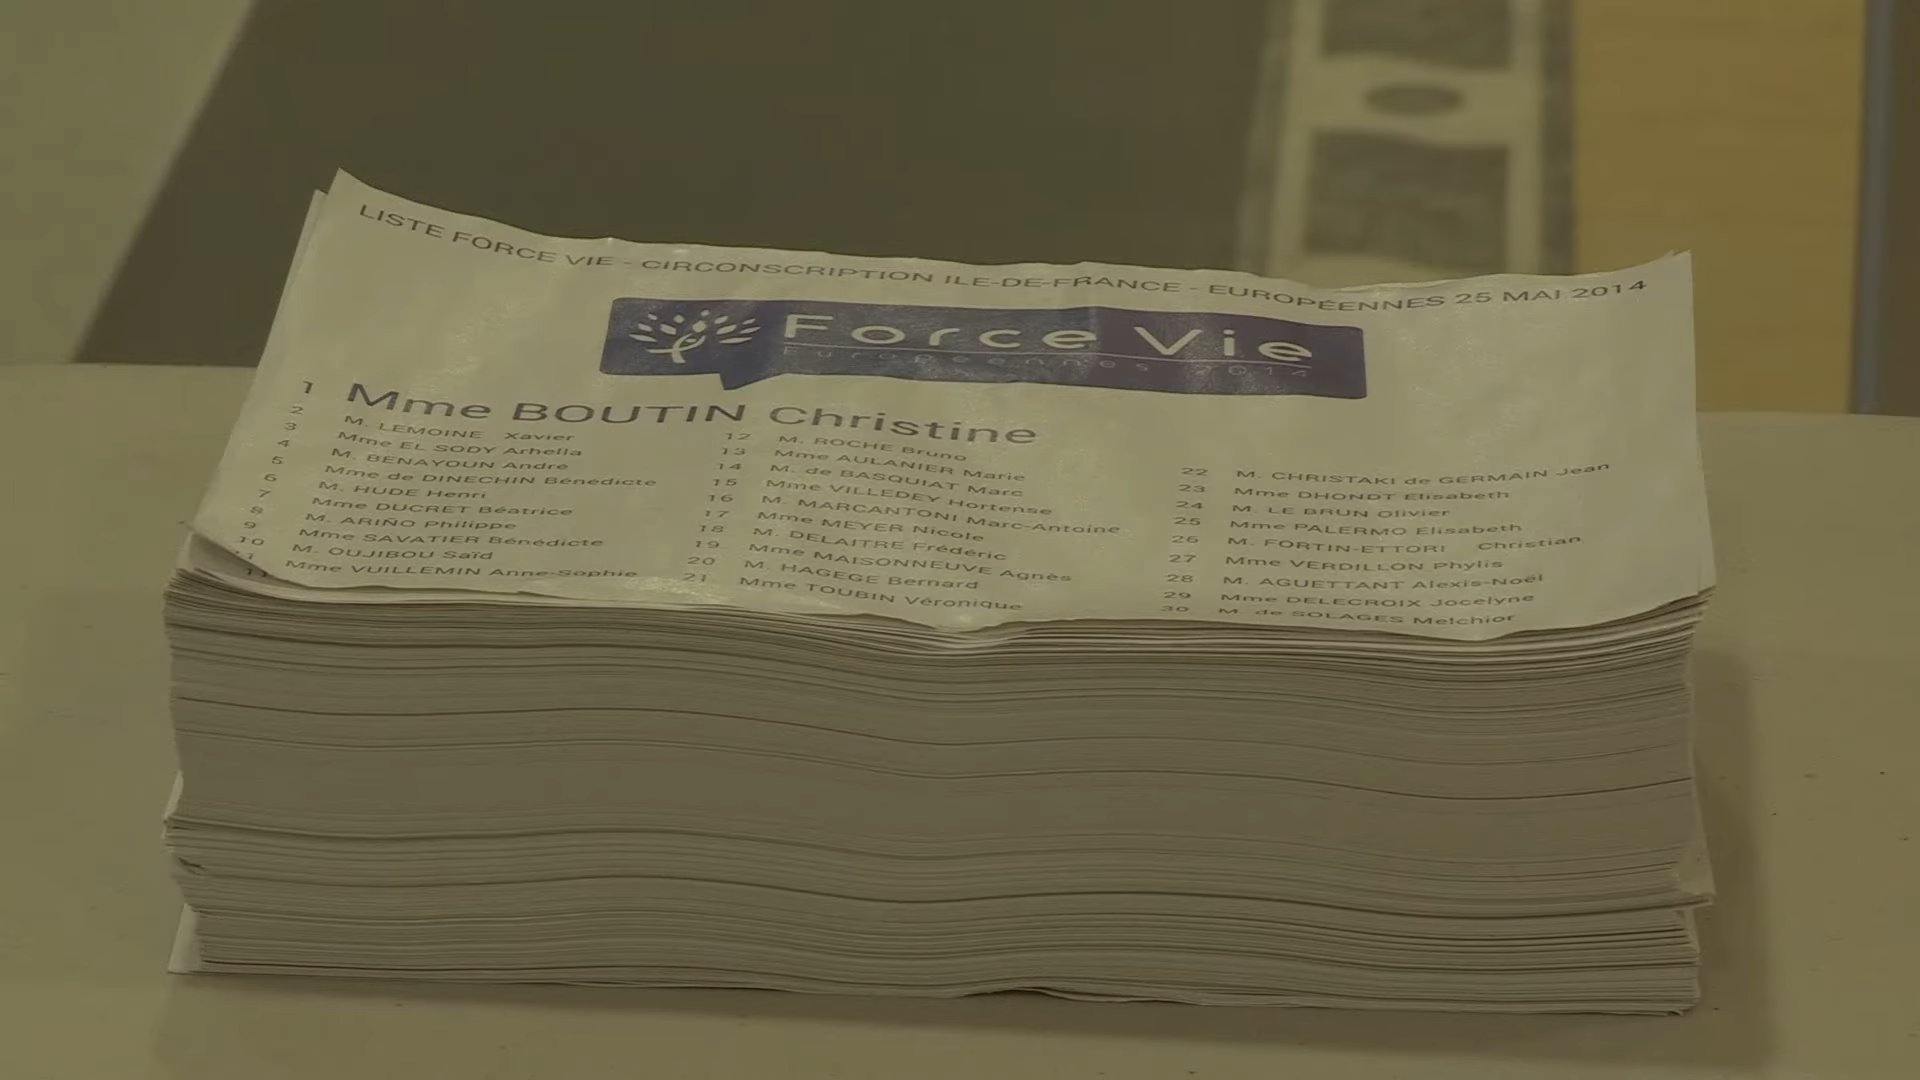 LISTE FORCE VIE - CIRCONSCRIPTION ILE-DE-FRANCE - EUROPÉENNES 25 MAI 2014
Force Vie
Européennes 2014
1 Mme BOUTIN Christine
2 M. LEMOINE Xavier
3 Mme EL SODY Arhella
4 M. BENAYOUN André
5 Mme de DINECHIN Bénédicte
6 M. HUDE Henri
7 Mme DUCRET Béatrice
8 M. ARIÑO Philippe
9 Mme SAVATIER Bénédicte
10 M. OUJIBOU Saïd
11 Mme VUILLEMIN Anne-Sophie
12 M. ROCHE Bruno
13 Mme AULANIER Marie
14 M. de BASQUIAT Marc
15 Mme VILLEDEY Hortense
16 M. MARCANTONI Marc-Antoine
17 Mme MEYER Nicole
18 M. DELAITRE Frédéric
19 Mme MAISONNEUVE Agnès
20 M. HAGEGE Bernard
21 Mme TOUBIN Véronique
22 M. CHRISTAKI de GERMAIN Jean
23 Mme DHONDT Elisabeth
24 M. LE BRUN Olivier
25 Mme PALERMO Elisabeth
26 M. FORTIN-ETTORI Christian
27 Mme VERDILLON Phylis
28 M. AGUETTANT Alexis-Noël
29 Mme DELECROIX Jocelyne
30 M. de SOLAGES Melchior